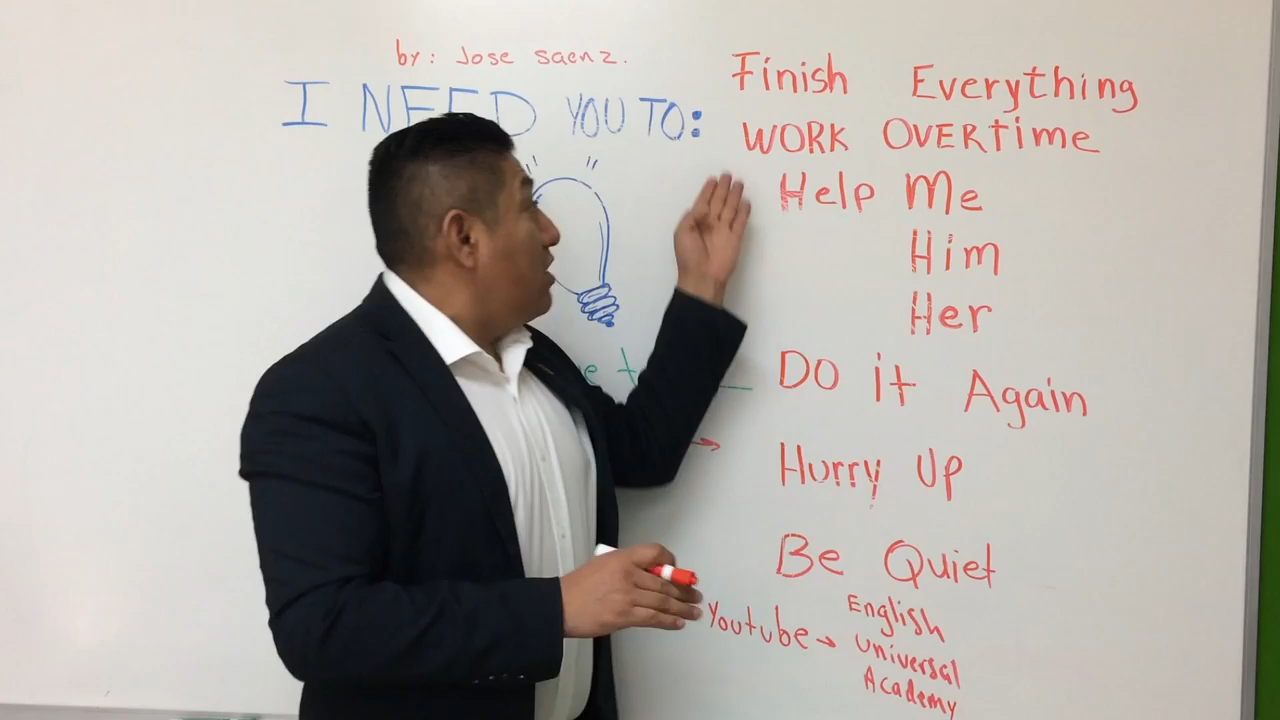 by: Jose Saenz.
I NEED YOU TO:
Finish Everything
WORK OVERTime
Help Me
Him
Her
Do it Again
Hurry Up
Be Quiet
Youtube → English
Universal
Academy